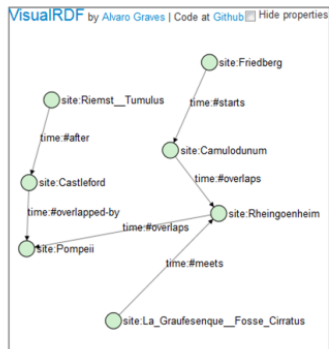 VisualRDF by Alvaro Graves | Code at Github Hide properties
site:Friedberg
site:Riemst__Tumulus
time:#starts
time:#after
site:Camulodunum
time:#overlaps
site:Castleford
time:#overlapped-by
site:Rheingoenheim
time:#overlaps
site:Pompeii
time:#meets
site:La_Graufesenque__Fosse_Cirratus